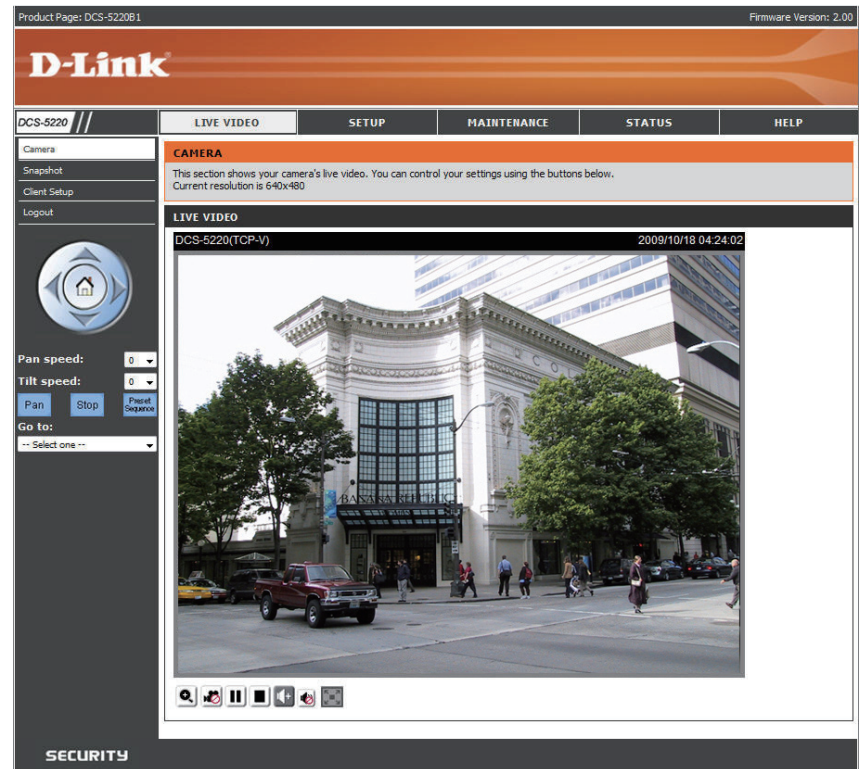 Product Page: DCS-5220B1
Firmware Version: 2.00
D-Link
DCS-5220
LIVE VIDEO
SETUP
MAINTENANCE
STATUS
HELP
Camera
Snapshot
Client Setup
Logout
Pan speed:
0
Tilt speed:
0
Pan
Stop
Preset Sequence
Go to:
-- Select one --
CAMERA
This section shows your camera's live video. You can control your settings using the buttons below.
Current resolution is 640x480
LIVE VIDEO
DCS-5220(TCP-V)
2009/10/18 04:24:02
BANANA REPUBLIC
SECURITY